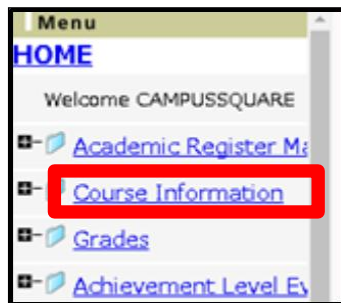 Menu
HOME
Welcome CAMPUSSQUARE
Academic Register Ma
Course Information
Grades
Achievement Level Ev